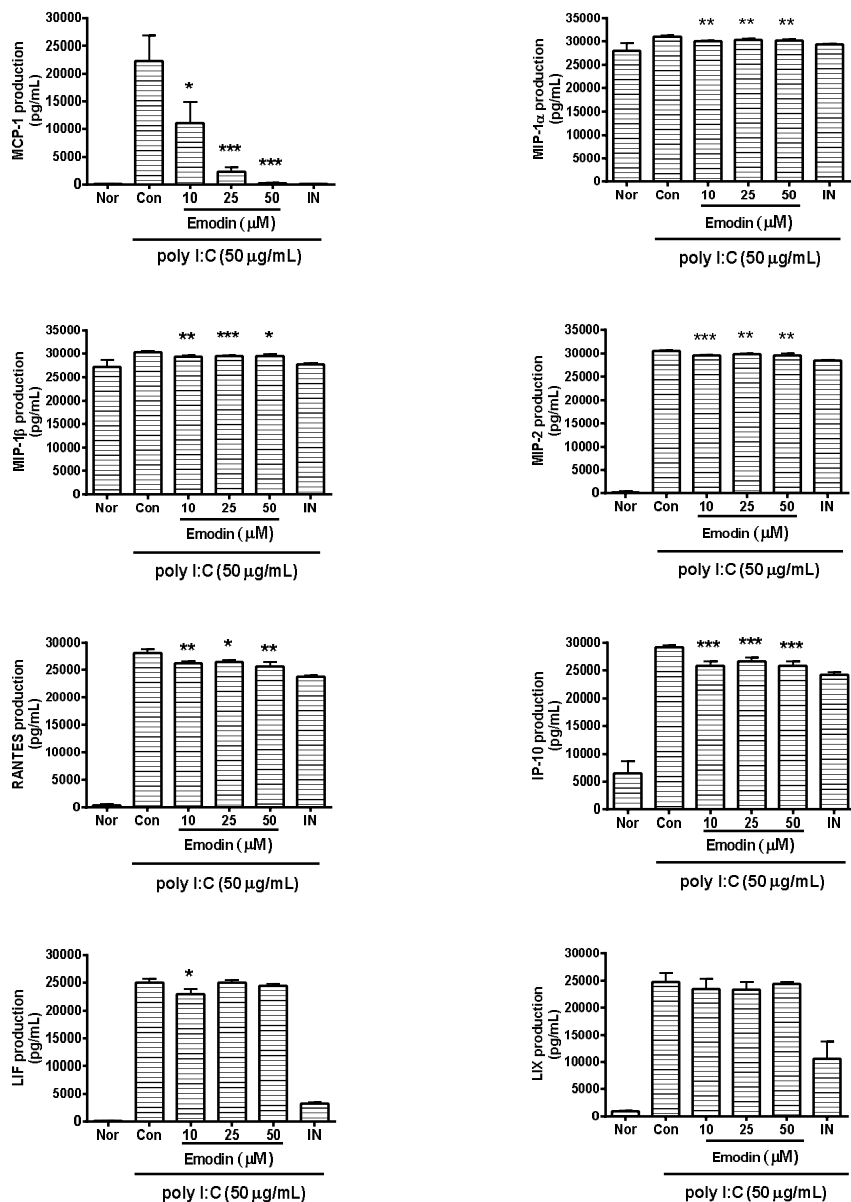 MCP-1 production
(pg/mL)
30000
25000
20000
15000
10000
5000
0
*
***
***
Nor Con 10 25 50 IN
Emodin (μM)
poly I:C (50 μg/mL)
MIP-1α production
(pg/mL)
35000
30000
25000
20000
15000
10000
5000
0
** ** **
Nor Con 10 25 50 IN
Emodin (μM)
poly I:C (50 μg/mL)
MIP-1β production
(pg/mL)
35000
30000
25000
20000
15000
10000
5000
0
** *** *
Nor Con 10 25 50 IN
Emodin (μM)
poly I:C (50 μg/mL)
MIP-2 production
(pg/mL)
35000
30000
25000
20000
15000
10000
5000
0
*** ** **
Nor Con 10 25 50 IN
Emodin (μM)
poly I:C (50 μg/mL)
RANTES production
(pg/mL)
30000
25000
20000
15000
10000
5000
0
** * **
Nor Con 10 25 50 IN
Emodin (μM)
poly I:C (50 μg/mL)
IP-10 production
(pg/mL)
30000
25000
20000
15000
10000
5000
0
*** *** ***
Nor Con 10 25 50 IN
Emodin (μM)
poly I:C (50 μg/mL)
LIF production
(pg/mL)
30000
25000
20000
15000
10000
5000
0
*
Nor Con 10 25 50 IN
Emodin (μM)
poly I:C (50 μg/mL)
LIX production
(pg/mL)
30000
25000
20000
15000
10000
5000
0
Nor Con 10 25 50 IN
Emodin (μM)
poly I:C (50 μg/mL)